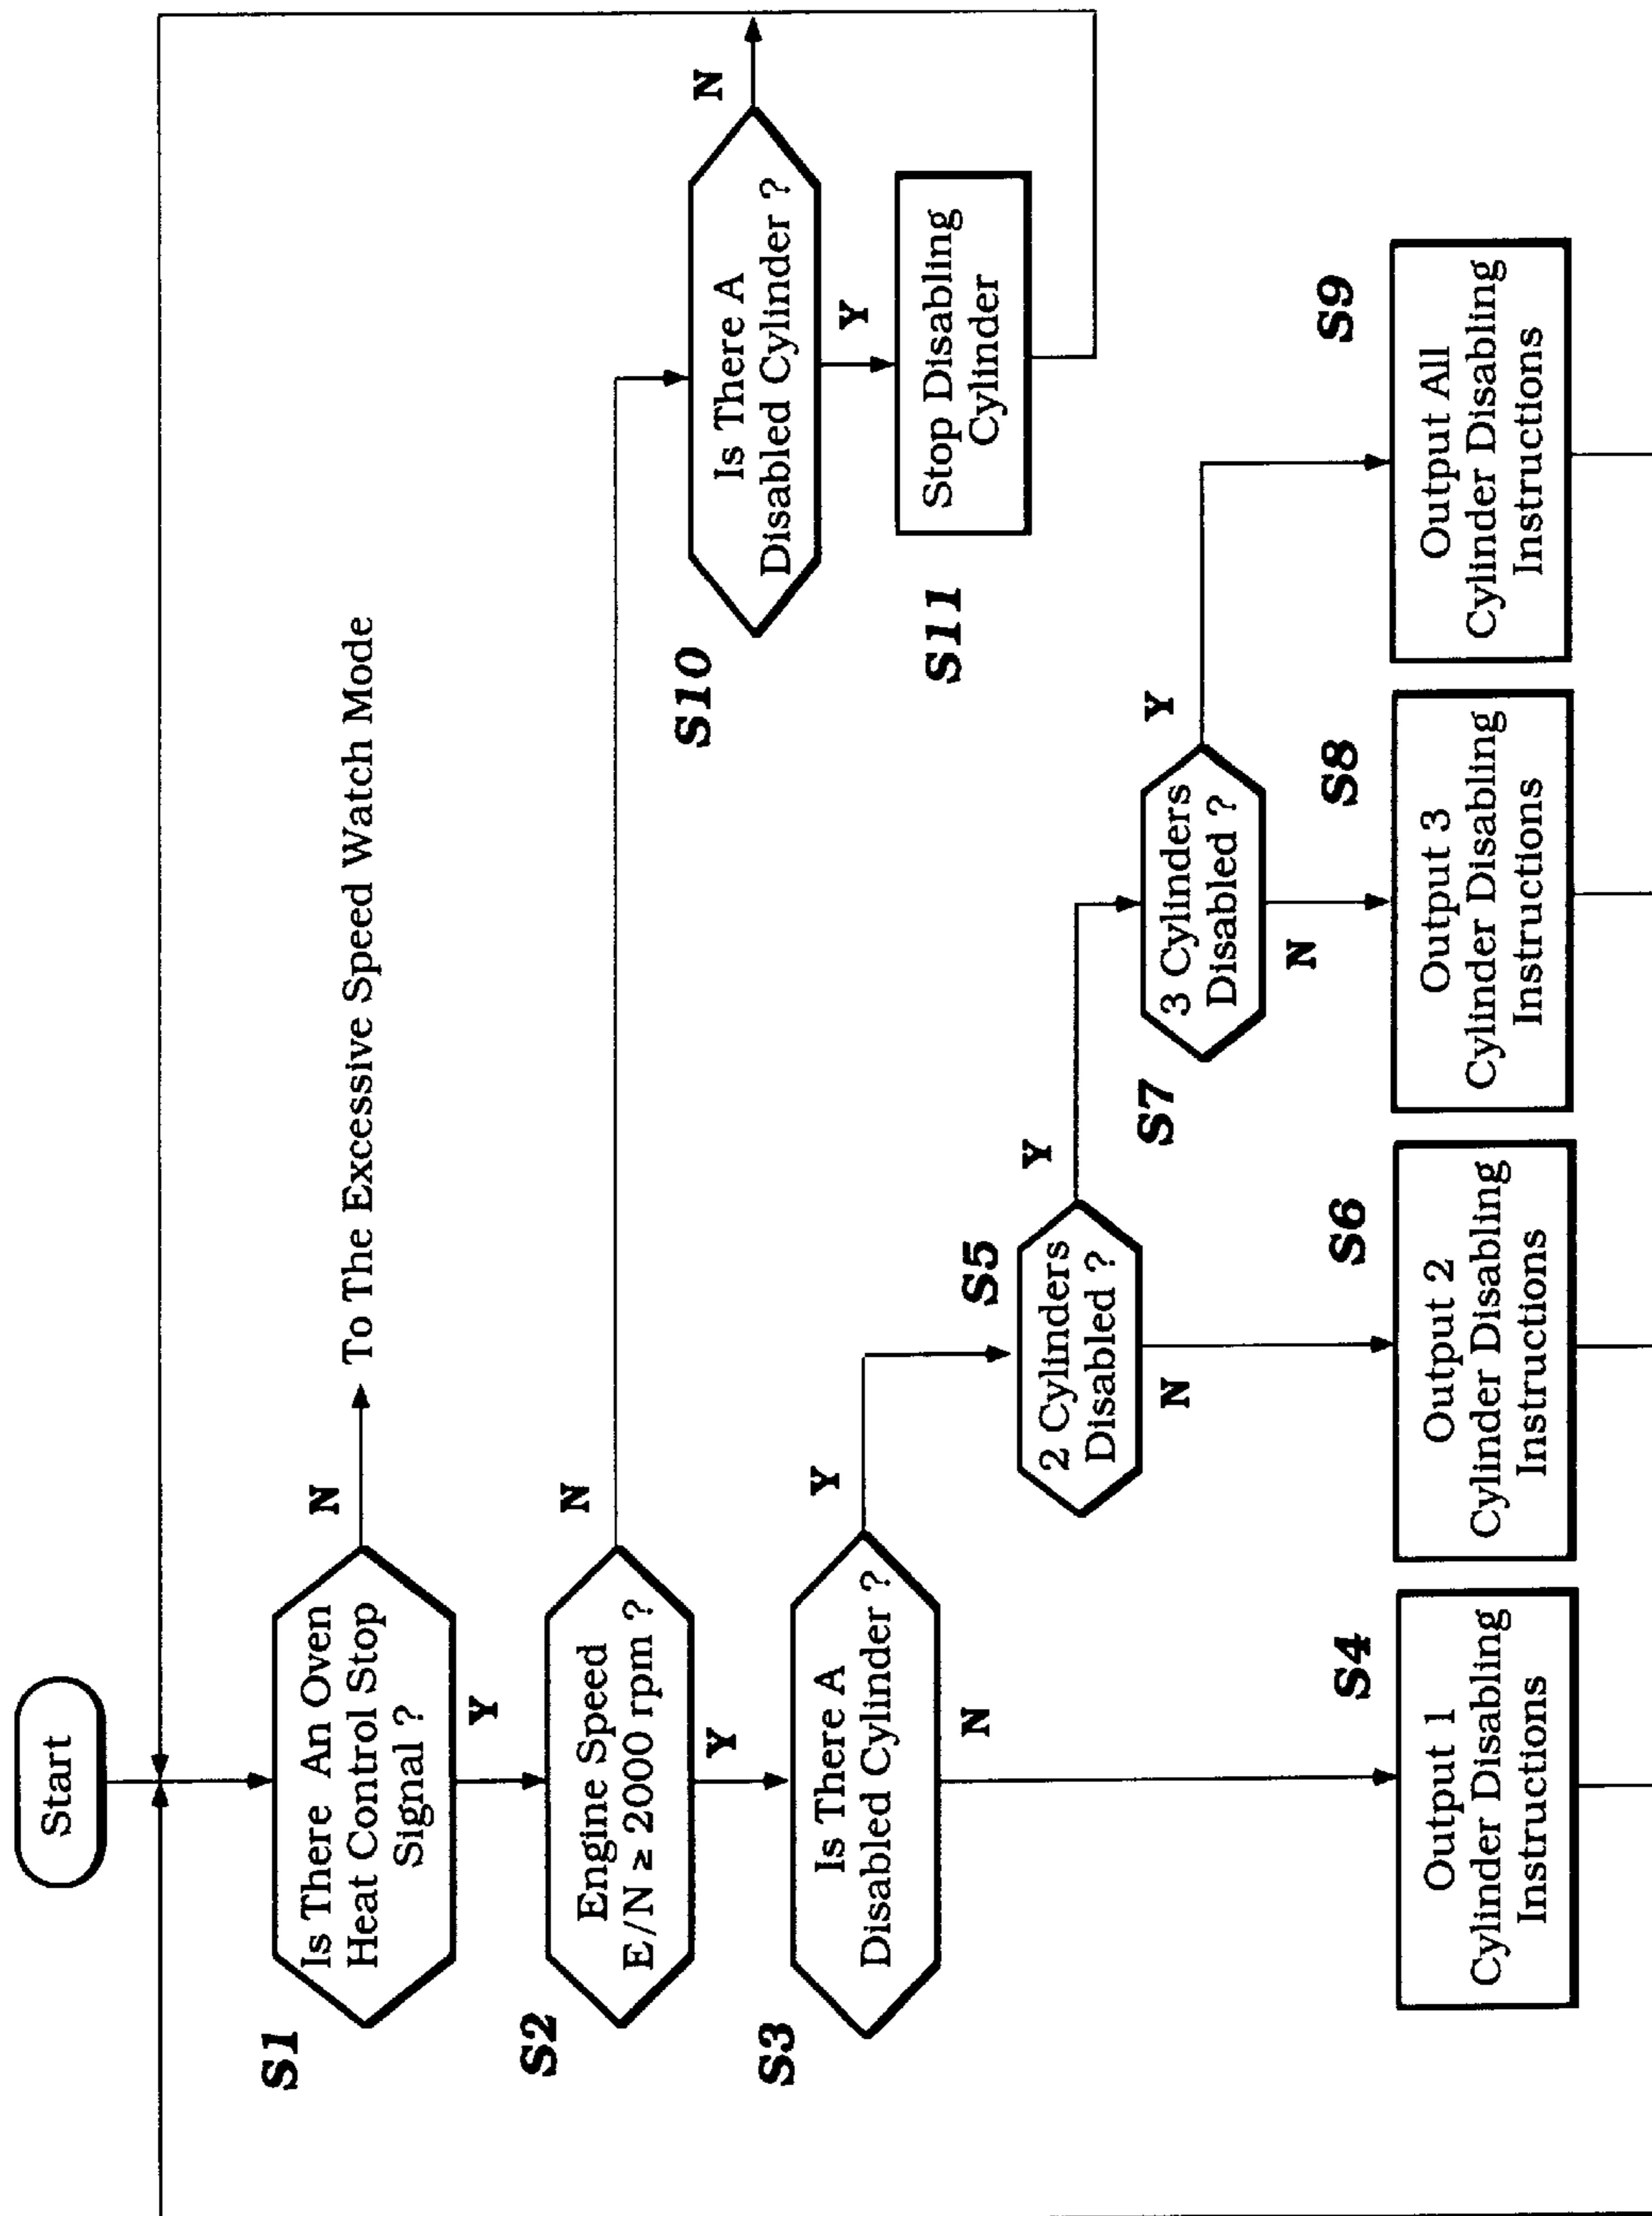 Start
S1
Is There An Oven
Heat Control Stop
Signal ?
N
To The Excessive Speed Watch Mode
Y
S2
Engine Speed
E/N ≥ 2000 rpm ?
N
Y
S3
Is There A
Disabled Cylinder ?
Y
N
S10
Is There A
Disabled Cylinder ?
N
Y
S11
Stop Disabling
Cylinder
S5
2 Cylinders
Disabled ?
Y
N
S7
3 Cylinders
Disabled ?
Y
N
S4
Output 1
Cylinder Disabling
Instructions
S6
Output 2
Cylinder Disabling
Instructions
S8
Output 3
Cylinder Disabling
Instructions
S9
Output All
Cylinder Disabling
Instructions